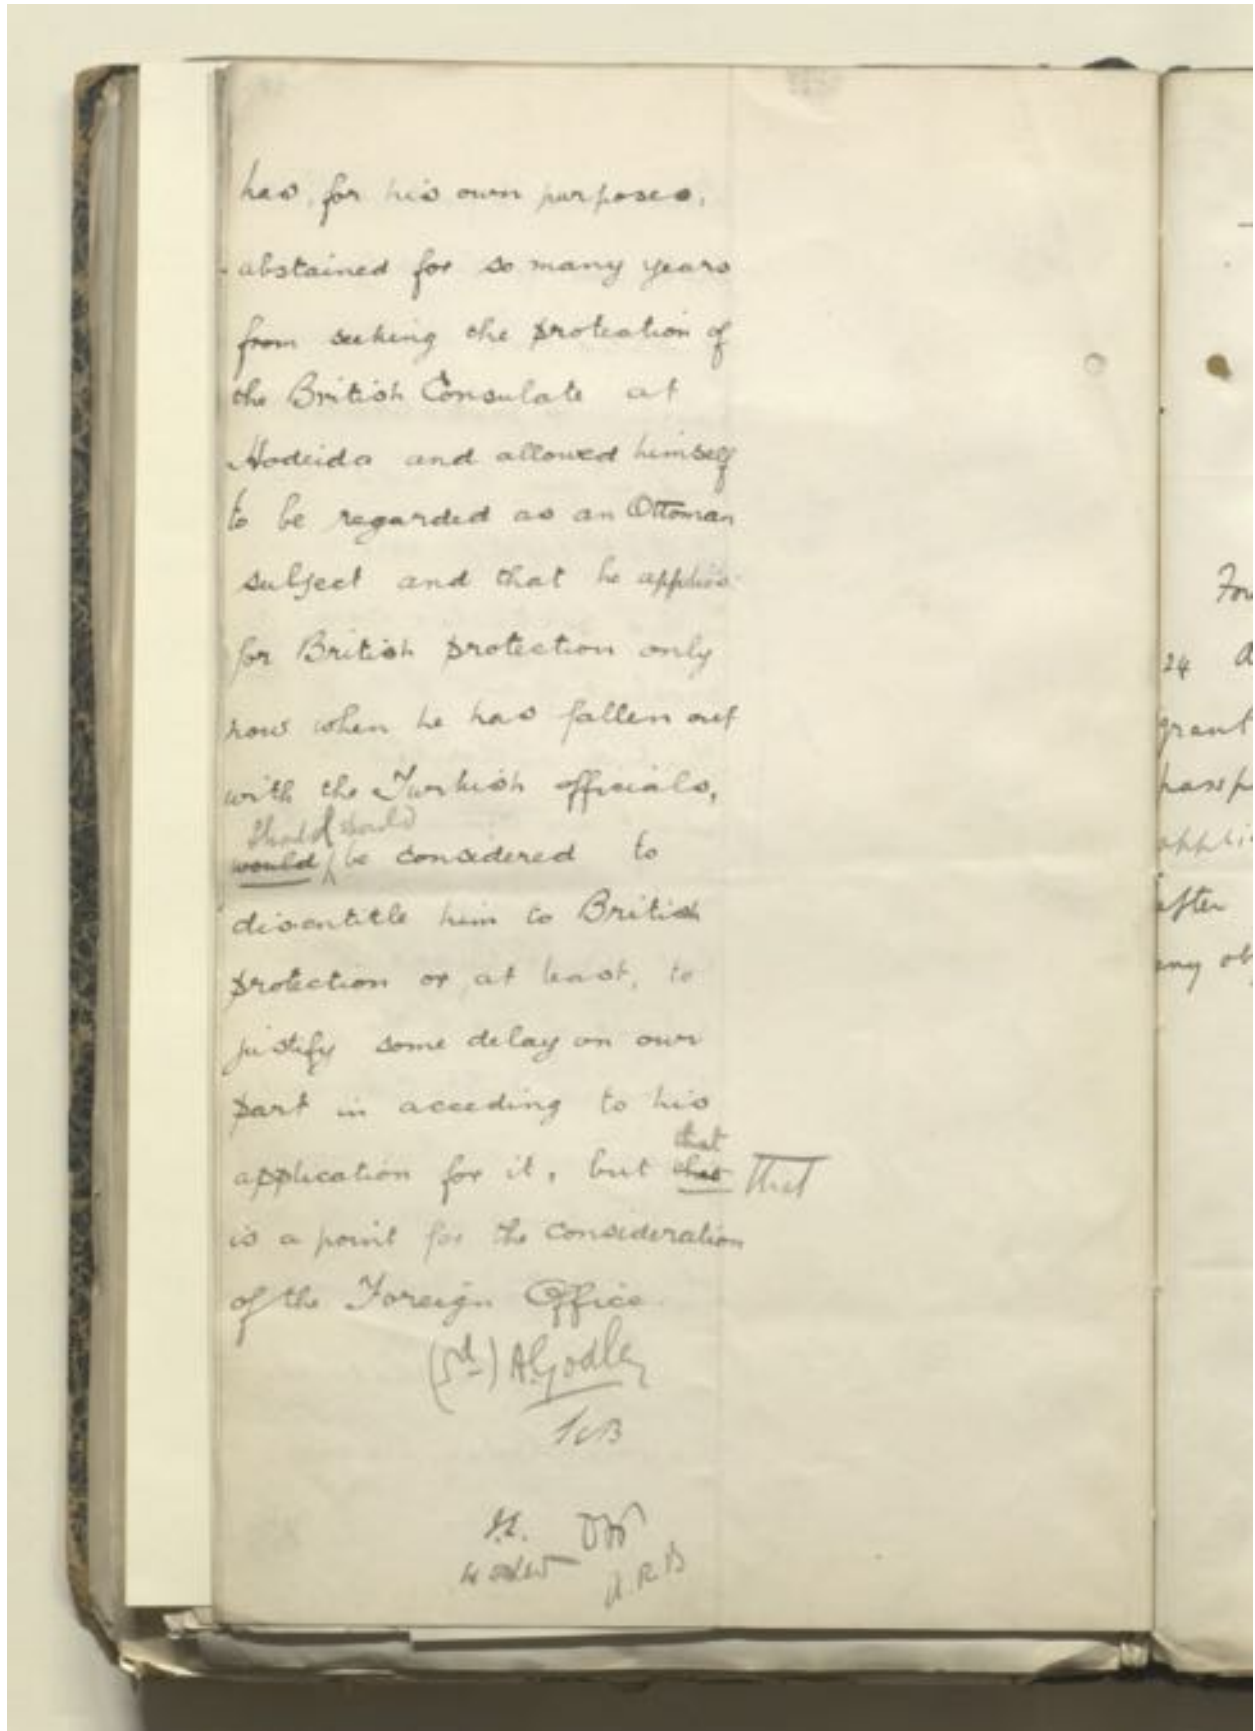 has, for his own purposes,
abstained for so many years
from seeking the protection of
the British Consulate at
Hodeida and allowed himself
to be regarded as an Ottoman
subject and that he applies
for British protection only
now when he has fallen out
with the Turkish officials,
should
would be considered to
disentitle him to British
protection or, at least, to
justify some delay on our
part in acceding to his
that
application for it, but that
is a point for the consideration
of the Foreign Office.
(Sd) A Godley
A.R.B
24
grant
after
any